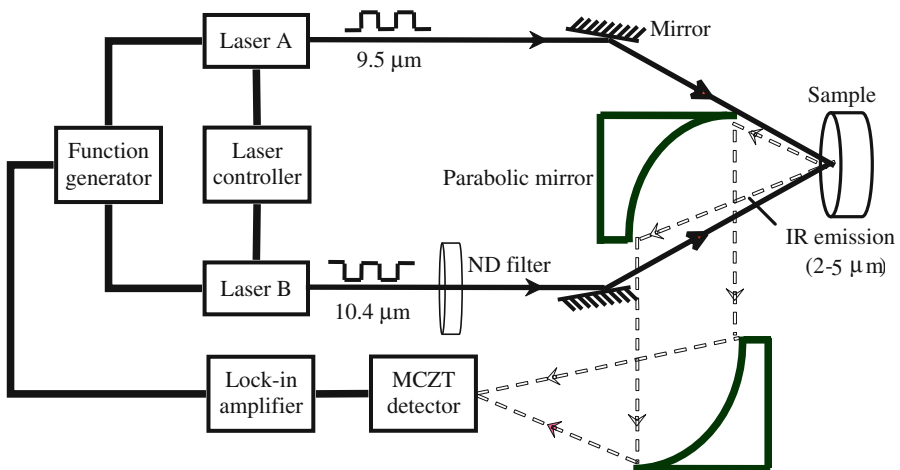 Laser A
9.5 μm
Mirror
Sample
Function
generator
Laser
controller
Parabolic mirror
IR emission
(2-5 μm)
ND filter
Laser B
10.4 μm
Lock-in
amplifier
MCZT
detector